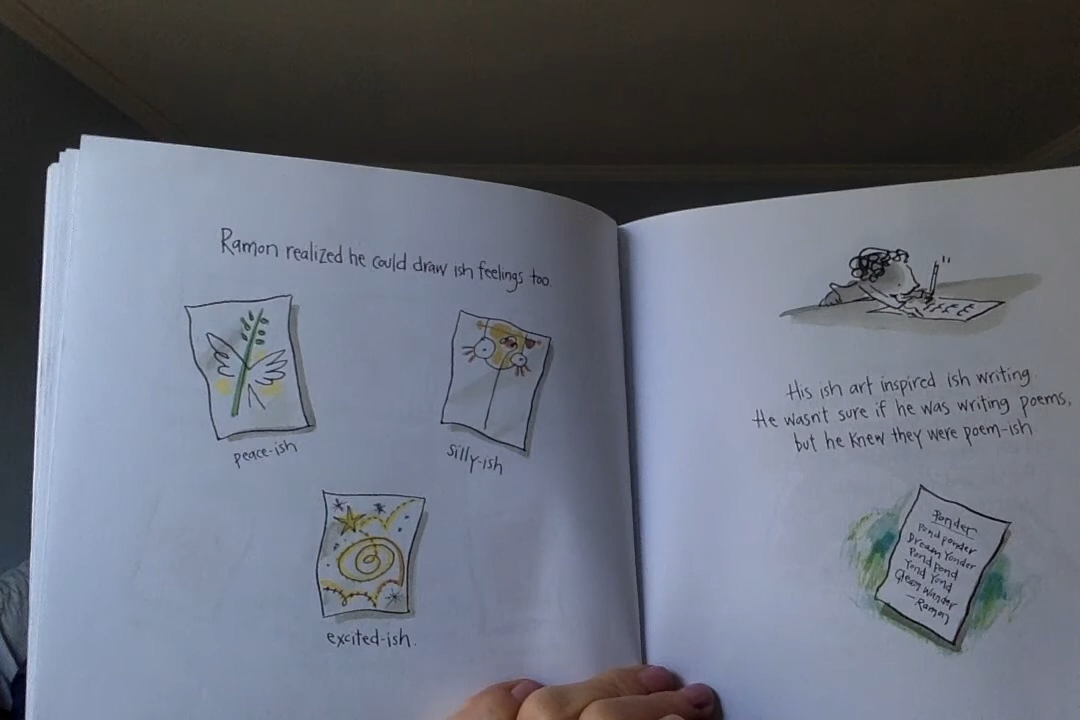 Ramon realized he could draw ish feelings too.
peace-ish
silly-ish
excited-ish.
His ish art inspired ish writing.
He wasn't sure if he was writing poems,
but he knew they were poem-ish
Ponder
Pond ponder
Dream Yonder
Pond pond
Yond Yond
Wander
—Ramon